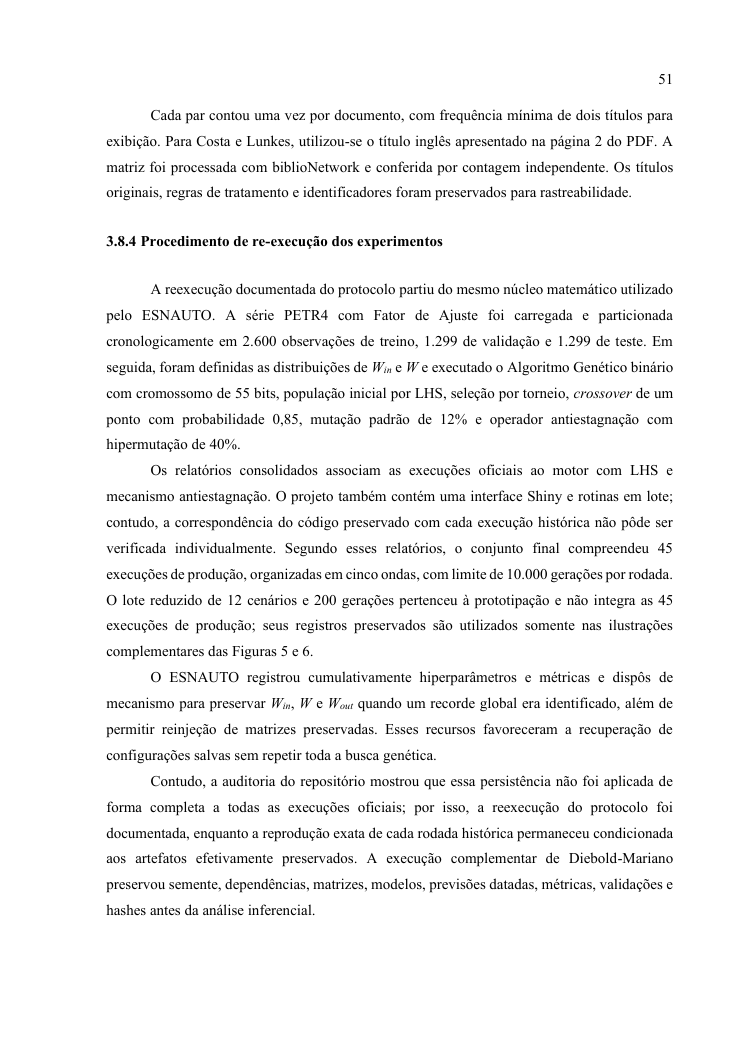 51
Cada par contou uma vez por documento, com frequência mínima de dois títulos para
exibição. Para Costa e Lunkes, utilizou-se o título inglês apresentado na página 2 do PDF. A
matriz foi processada com biblioNetwork e conferida por contagem independente. Os títulos
originais, regras de tratamento e identificadores foram preservados para rastreabilidade.
3.8.4 Procedimento de re-execução dos experimentos
A reexecução documentada do protocolo partiu do mesmo núcleo matemático utilizado
pelo ESNAUTO. A série PETR4 com Fator de Ajuste foi carregada e particionada
cronologicamente em 2.600 observações de treino, 1.299 de validação e 1.299 de teste. Em
seguida, foram definidas as distribuições de Win e W e executado o Algoritmo Genético binário
com cromossomo de 55 bits, população inicial por LHS, seleção por torneio, crossover de um
ponto com probabilidade 0,85, mutação padrão de 12% e operador antiestagnação com
hipermutação de 40%.
Os relatórios consolidados associam as execuções oficiais ao motor com LHS e
mecanismo antiestagnação. O projeto também contém uma interface Shiny e rotinas em lote;
contudo, a correspondência do código preservado com cada execução histórica não pôde ser
verificada individualmente. Segundo esses relatórios, o conjunto final compreendeu 45
execuções de produção, organizadas em cinco ondas, com limite de 10.000 gerações por rodada.
O lote reduzido de 12 cenários e 200 gerações pertenceu à prototipação e não integra as 45
execuções de produção; seus registros preservados são utilizados somente nas ilustrações
complementares das Figuras 5 e 6.
O ESNAUTO registrou cumulativamente hiperparâmetros e métricas e dispôs de
mecanismo para preservar Win, W e Wout quando um recorde global era identificado, além de
permitir reinjeção de matrizes preservadas. Esses recursos favoreceram a recuperação de
configurações salvas sem repetir toda a busca genética.
Contudo, a auditoria do repositório mostrou que essa persistência não foi aplicada de
forma completa a todas as execuções oficiais; por isso, a reexecução do protocolo foi
documentada, enquanto a reprodução exata de cada rodada histórica permaneceu condicionada
aos artefatos efetivamente preservados. A execução complementar de Diebold-Mariano
preservou semente, dependências, matrizes, modelos, previsões datadas, métricas, validações e
hashes antes da análise inferencial.